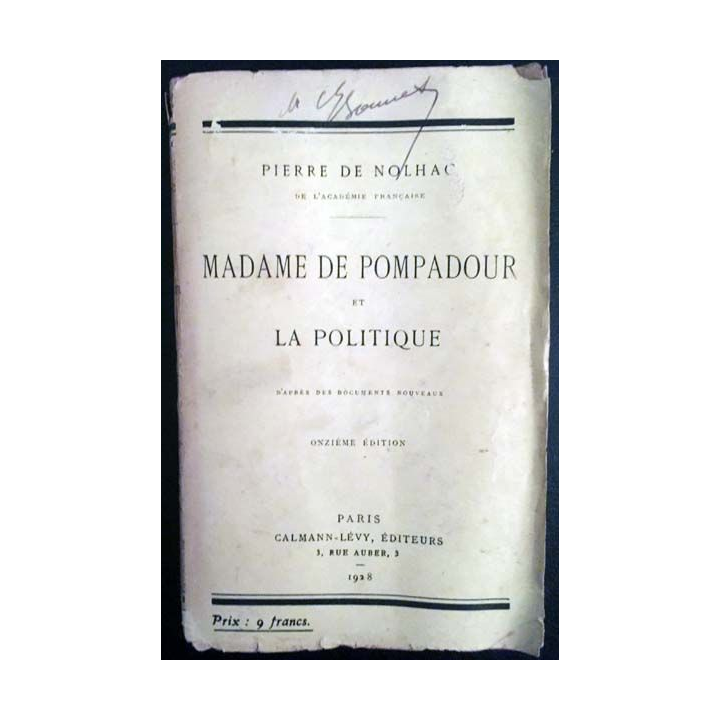 PIERRE DE NOLHAC
DE L'ACADÉMIE FRANÇAISE
MADAME DE POMPADOUR
ET
LA POLITIQUE
D'APRÈS DES DOCUMENTS NOUVEAUX
ONZIÈME ÉDITION
PARIS
CALMANN-LÉVY, ÉDITEURS
3, RUE AUBER, 3
1928
Prix : 9 francs.